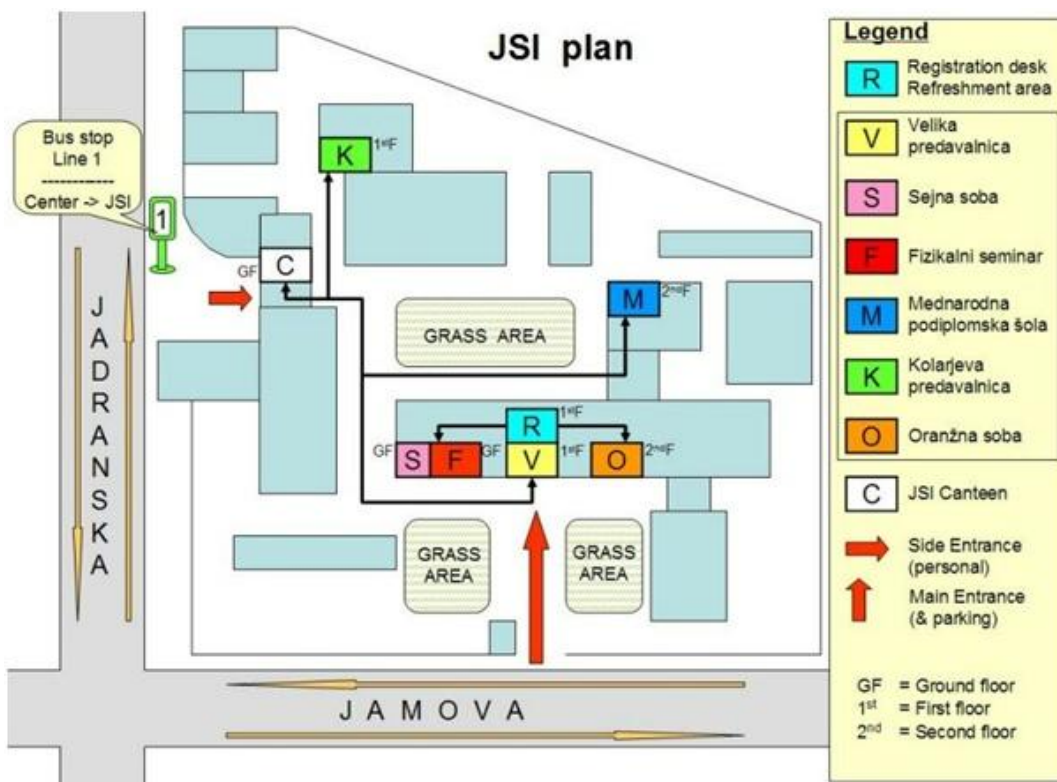 JSI plan
Bus stop
Line 1
-------------
Center -> JSI
1
K 1stF
GF C
M 2ndF
GRASS AREA
R 1stF
GF S F GF V 1stF O 2ndF
GRASS
AREA
GRASS
AREA
JADRANSKA
JAMOVA
Legend
R Registration desk
Refreshment area
V Velika
predavalnica
S Sejna soba
F Fizikalni seminar
M Mednarodna
podiplomska šola
K Kolarjeva
predavalnica
O Oranžna soba
C JSI Canteen
Side Entrance
(personal)
Main Entrance
(& parking)
GF = Ground floor
1st = First floor
2nd = Second floor